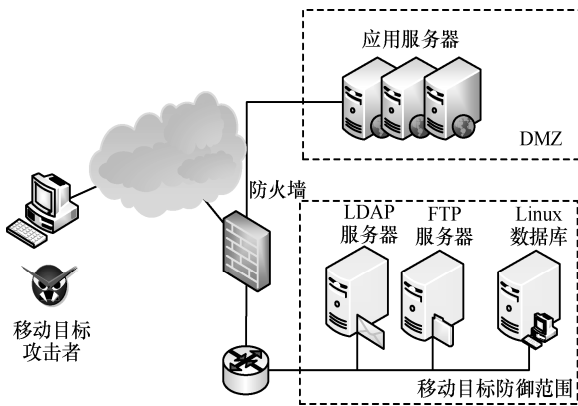 应用服务器
DMZ
防火墙
LDAP
服务器
FTP
服务器
Linux
数据库
移动目标
攻击者
移动目标防御范围